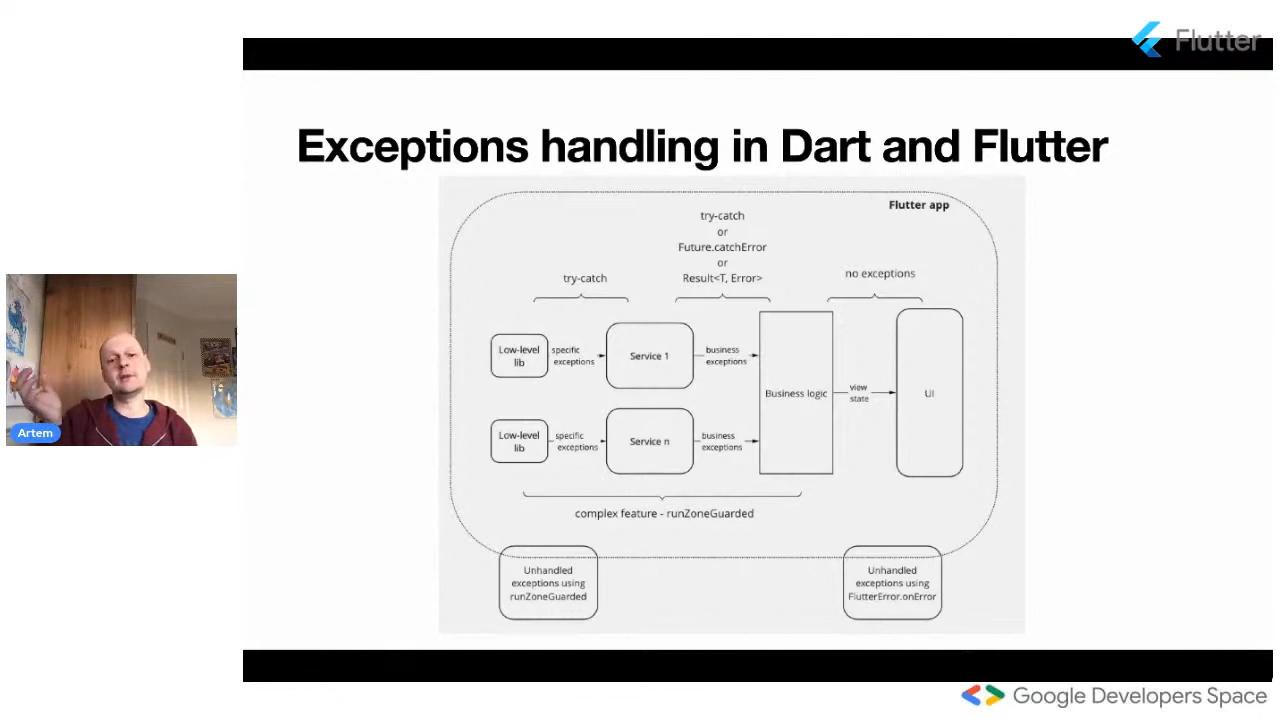 Flutter
Exceptions handling in Dart and Flutter
Flutter app
try-catch
or
Future.catchError
or
Result<T, Error>
try-catch
no exceptions
Low-level
lib
specific
exceptions
Service 1
business
exceptions
Business logic
view
state
UI
Low-level
lib
specific
exceptions
Service n
business
exceptions
complex feature - runZoneGuarded
Unhandled
exceptions using
runZoneGuarded
Unhandled
exceptions using
FlutterError.onError
Artem
Google Developers Space